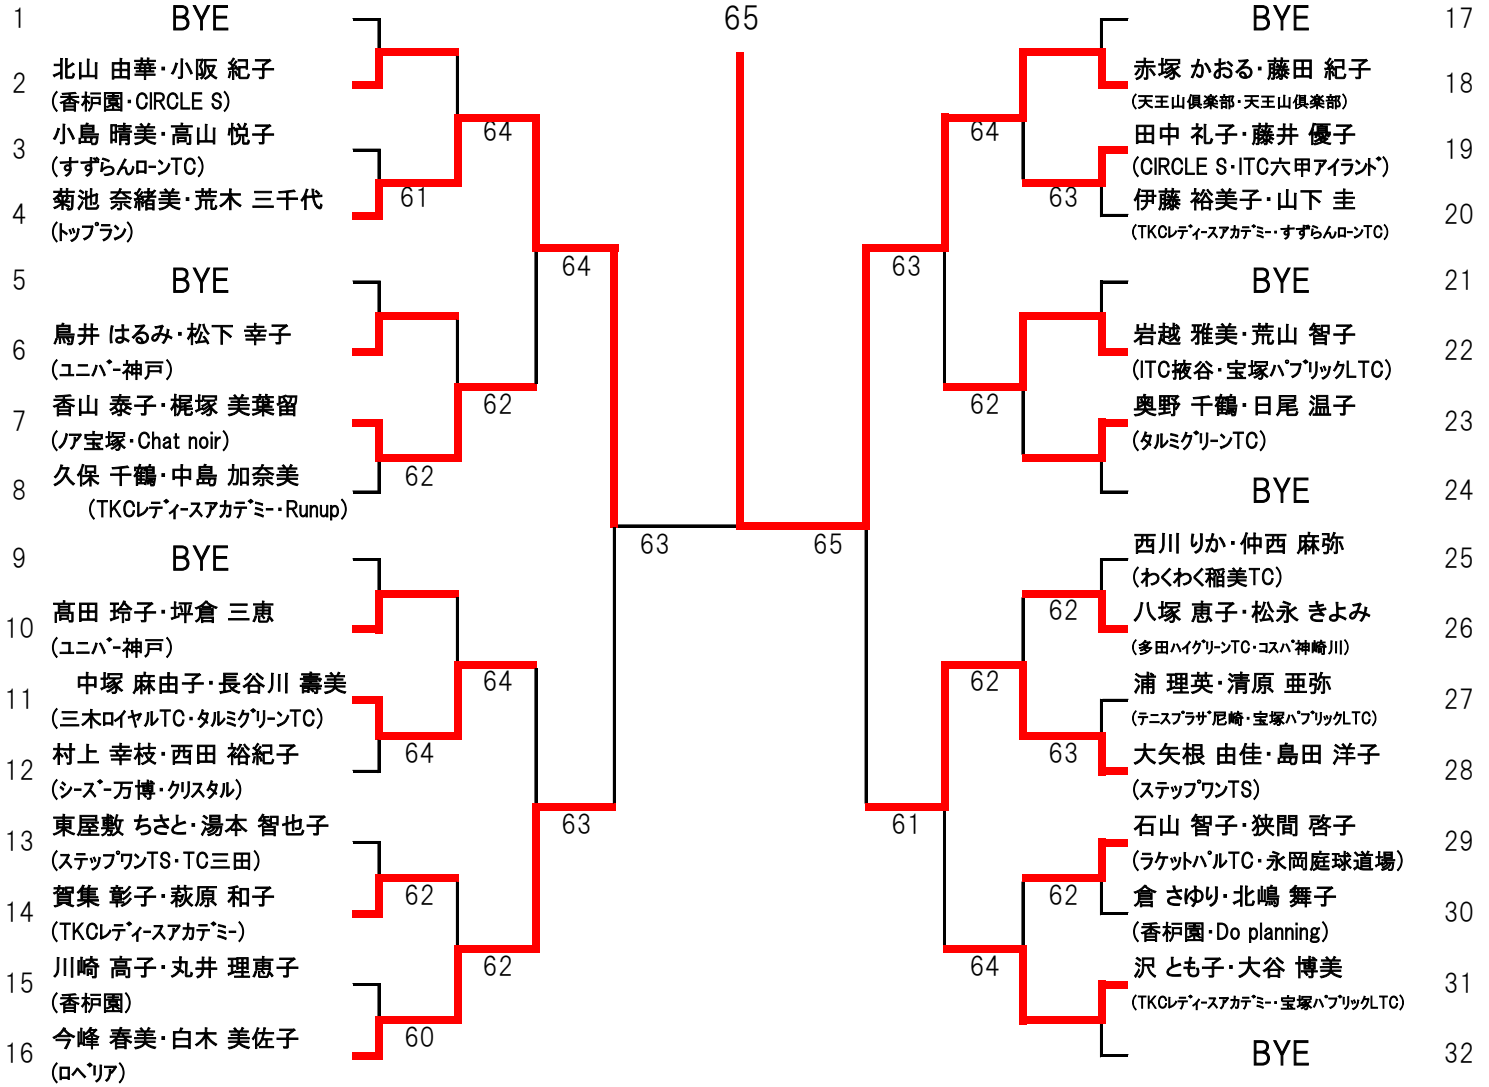 65
1 BYE
2 北山 由華・小阪 紀子
(香枦園・CIRCLE S)
3 小島 晴美・高山 悦子
(すずらんローンTC)
4 菊池 奈緒美・荒木 三千代
(トップラン)
5 BYE
6 鳥井 はるみ・松下 幸子
(ユニバー神戸)
7 香山 泰子・梶塚 美葉留
(ノア宝塚・Chat noir)
8 久保 千鶴・中島 加奈美
(TKCレディースアカデミー・Runup)
9 BYE
10 髙田 玲子・坪倉 三恵
(ユニバー神戸)
11 中塚 麻由子・長谷川 壽美
(三木ロイヤルTC・タルミグリーンTC)
12 村上 幸枝・西田 裕紀子
(シーズー万博・クリスタル)
13 東屋敷 ちさと・湯本 智也子
(ステップワンTS・TC三田)
14 賀集 彰子・萩原 和子
(TKCレディースアカデミー)
15 川崎 高子・丸井 理恵子
(香枦園)
16 今峰 春美・白木 美佐子
(ロペリア)
61
62
64
62
60
64
62
64
62
64
63
63
65
63
61
64
62
62
64
63
62
63
62
BYE 17
赤塚 かおる・藤田 紀子 18
(天王山倶楽部・天王山倶楽部)
田中 礼子・藤井 優子 19
(CIRCLE S・ITC六甲アイランド)
伊藤 裕美子・山下 圭 20
(TKCレディースアカデミー・すずらんローンTC)
BYE 21
岩越 雅美・荒山 智子 22
(ITC掖谷・宝塚パブリックLTC)
奥野 千鶴・日尾 温子 23
(タルミグリーンTC)
BYE 24
西川 りか・仲西 麻弥 25
(わくわく稲美TC)
八塚 恵子・松永 きよみ 26
(多田ハイグリーンTC・コスパ神崎川)
浦 理英・清原 亜弥 27
(テニスプラザ尼崎・宝塚パブリックLTC)
大矢根 由佳・島田 洋子 28
(ステップワンTS)
石山 智子・狭間 啓子 29
(ラケットパルTC・永岡庭球道場)
倉 さゆり・北嶋 舞子 30
(香枦園・Do planning)
沢 とも子・大谷 博美 31
(TKCレディースアカデミー・宝塚パブリックLTC)
BYE 32